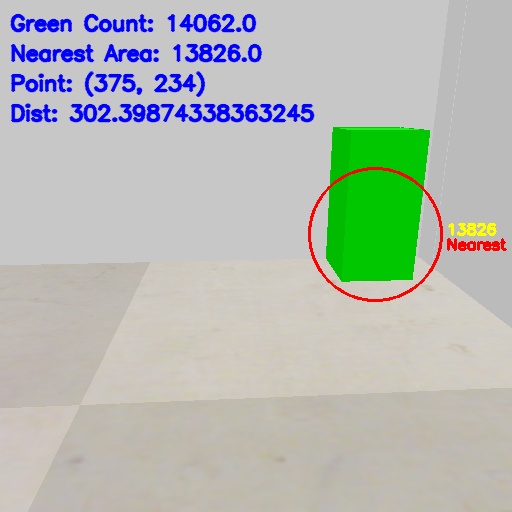 Green Count: 14062.0
Nearest Area: 13826.0
Point: (375, 234)
Dist: 302.39874338363245
13826
Nearest